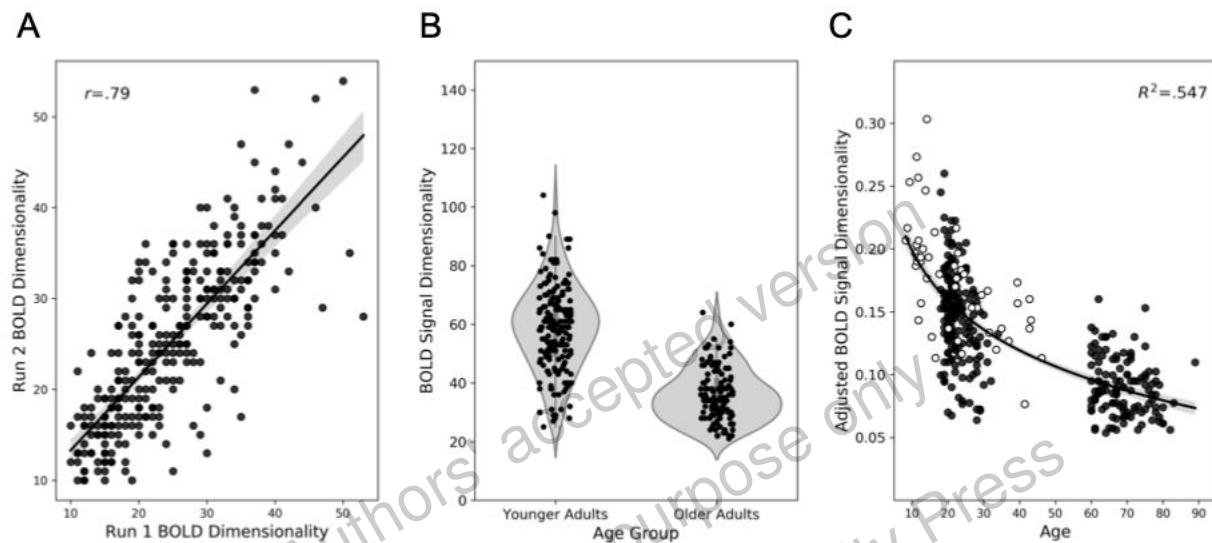 A
B
C
r=.79
R²=.547
Run 2 BOLD Dimensionality
50
40
30
20
10
10 20 30 40 50
Run 1 BOLD Dimensionality
BOLD Signal Dimensionality
140
120
100
80
60
40
20
0
Younger Adults Older Adults
Age Group
Adjusted BOLD Signal Dimensionality
0.30
0.25
0.20
0.15
0.10
0.05
10 20 30 40 50 60 70 80 90
Age
uthors' accepted version
purpose only
Press